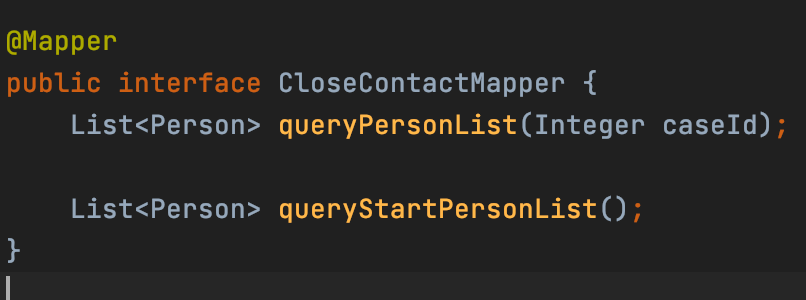 @Mapper
public interface CloseContactMapper {
    List<Person> queryPersonList(Integer caseId);
    List<Person> queryStartPersonList();
}